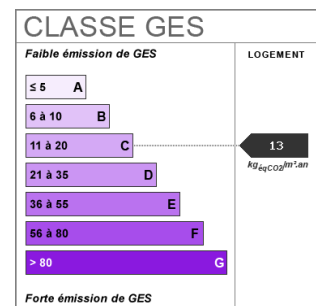 CLASSE GES
Faible émission de GES
LOGEMENT
≤ 5 A
6 à 10 B
11 à 20 C
13
kgéqCO2/m².an
21 à 35 D
36 à 55 E
56 à 80 F
> 80 G
Forte émission de GES